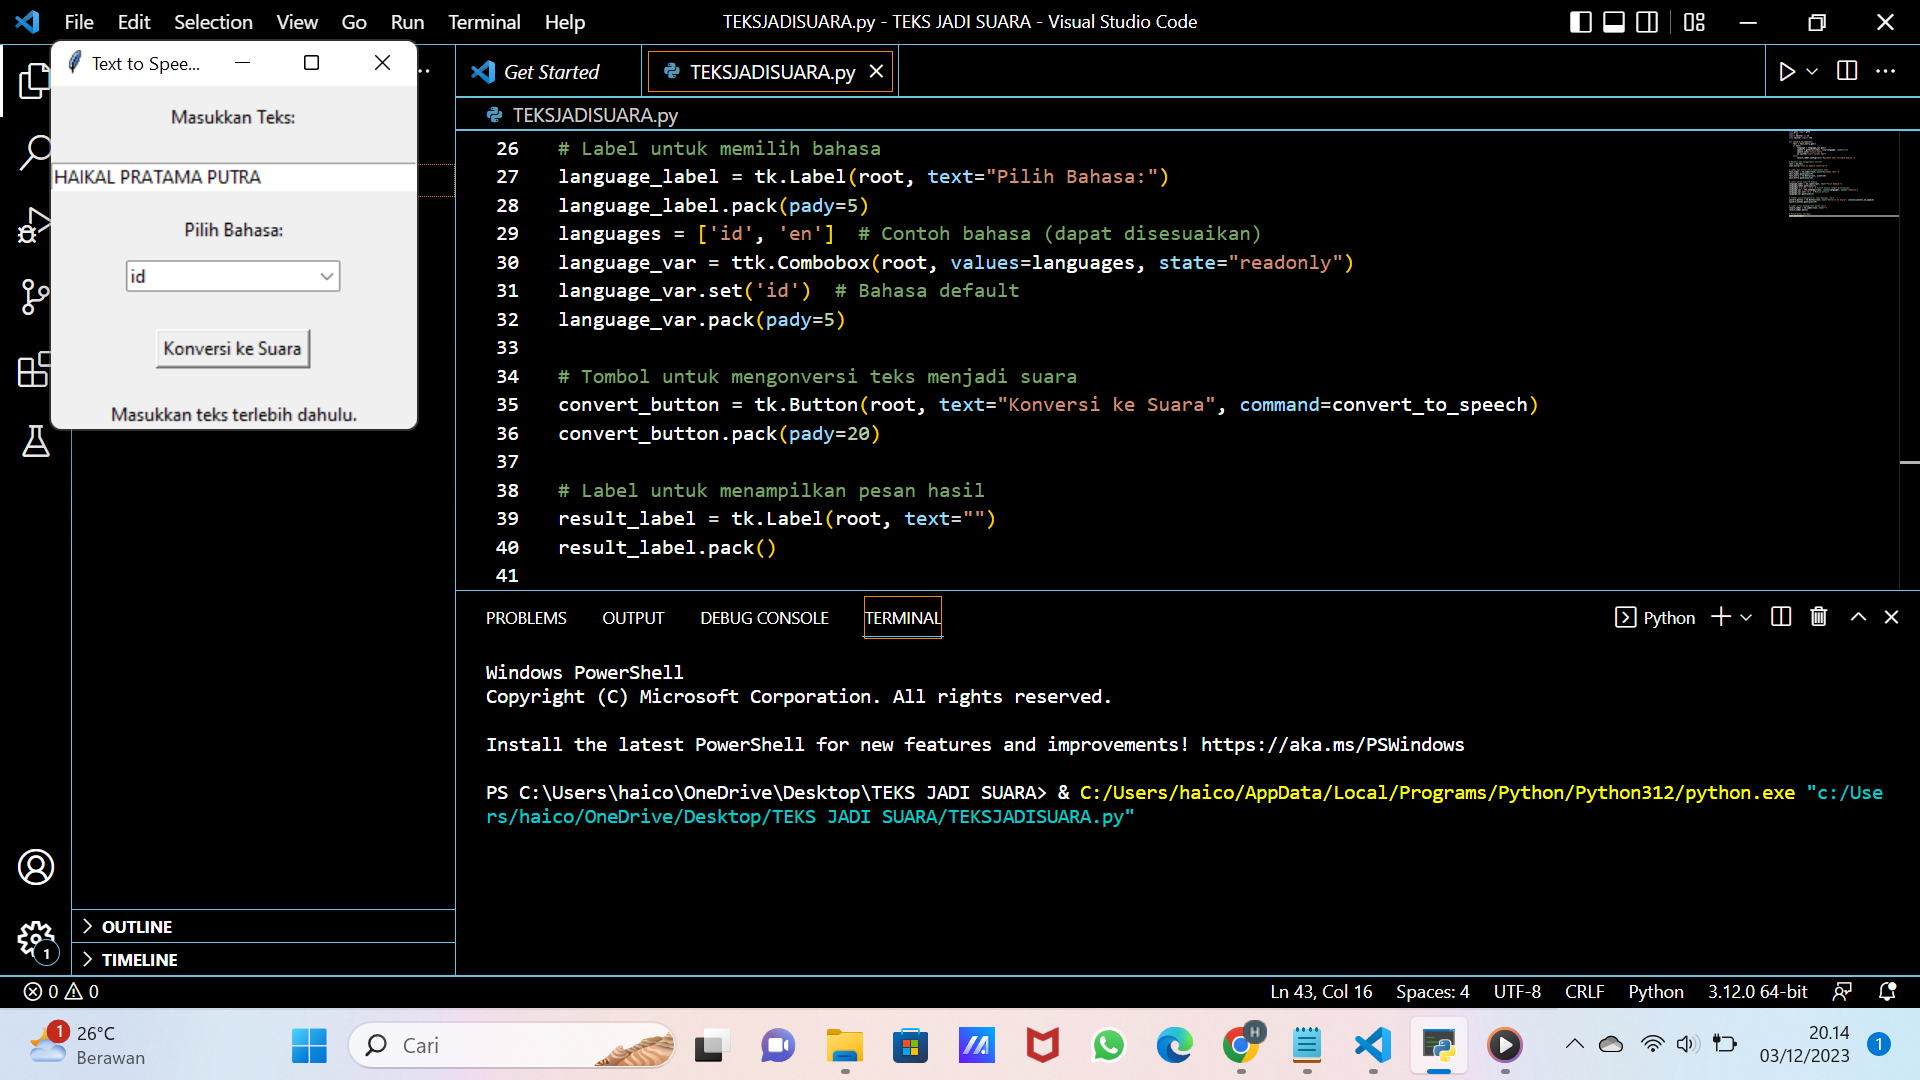 File Edit Selection View Go Run Terminal Help
TEKSJADISUARA.py - TEKS JADI SUARA - Visual Studio Code
Text to Spee...
Masukkan Teks:
HAIKAL PRATAMA PUTRA
Pilih Bahasa:
id
Konversi ke Suara
Masukkan teks terlebih dahulu.
Get Started
TEKSJADISUARA.py
TEKSJADISUARA.py
26 # Label untuk memilih bahasa
27 language_label = tk.Label(root, text="Pilih Bahasa:")
28 language_label.pack(pady=5)
29 languages = ['id', 'en']  # Contoh bahasa (dapat disesuaikan)
30 language_var = ttk.Combobox(root, values=languages, state="readonly")
31 language_var.set('id')  # Bahasa default
32 language_var.pack(pady=5)
33
34 # Tombol untuk mengonversi teks menjadi suara
35 convert_button = tk.Button(root, text="Konversi ke Suara", command=convert_to_speech)
36 convert_button.pack(pady=20)
37
38 # Label untuk menampilkan pesan hasil
39 result_label = tk.Label(root, text="")
40 result_label.pack()
41
PROBLEMS OUTPUT DEBUG CONSOLE TERMINAL
Python
Windows PowerShell
Copyright (C) Microsoft Corporation. All rights reserved.
Install the latest PowerShell for new features and improvements! https://aka.ms/PSWindows
PS C:\Users\haico\OneDrive\Desktop\TEKS JADI SUARA> & C:/Users/haico/AppData/Local/Programs/Python/Python312/python.exe "c:/Use
rs/haico/OneDrive/Desktop/TEKS JADI SUARA/TEKSJADISUARA.py"
1
OUTLINE
TIMELINE
0 0
Ln 43, Col 16 Spaces: 4 UTF-8 CRLF Python 3.12.0 64-bit
1
26°C
Berawan
Cari
H
20.14
03/12/2023
1